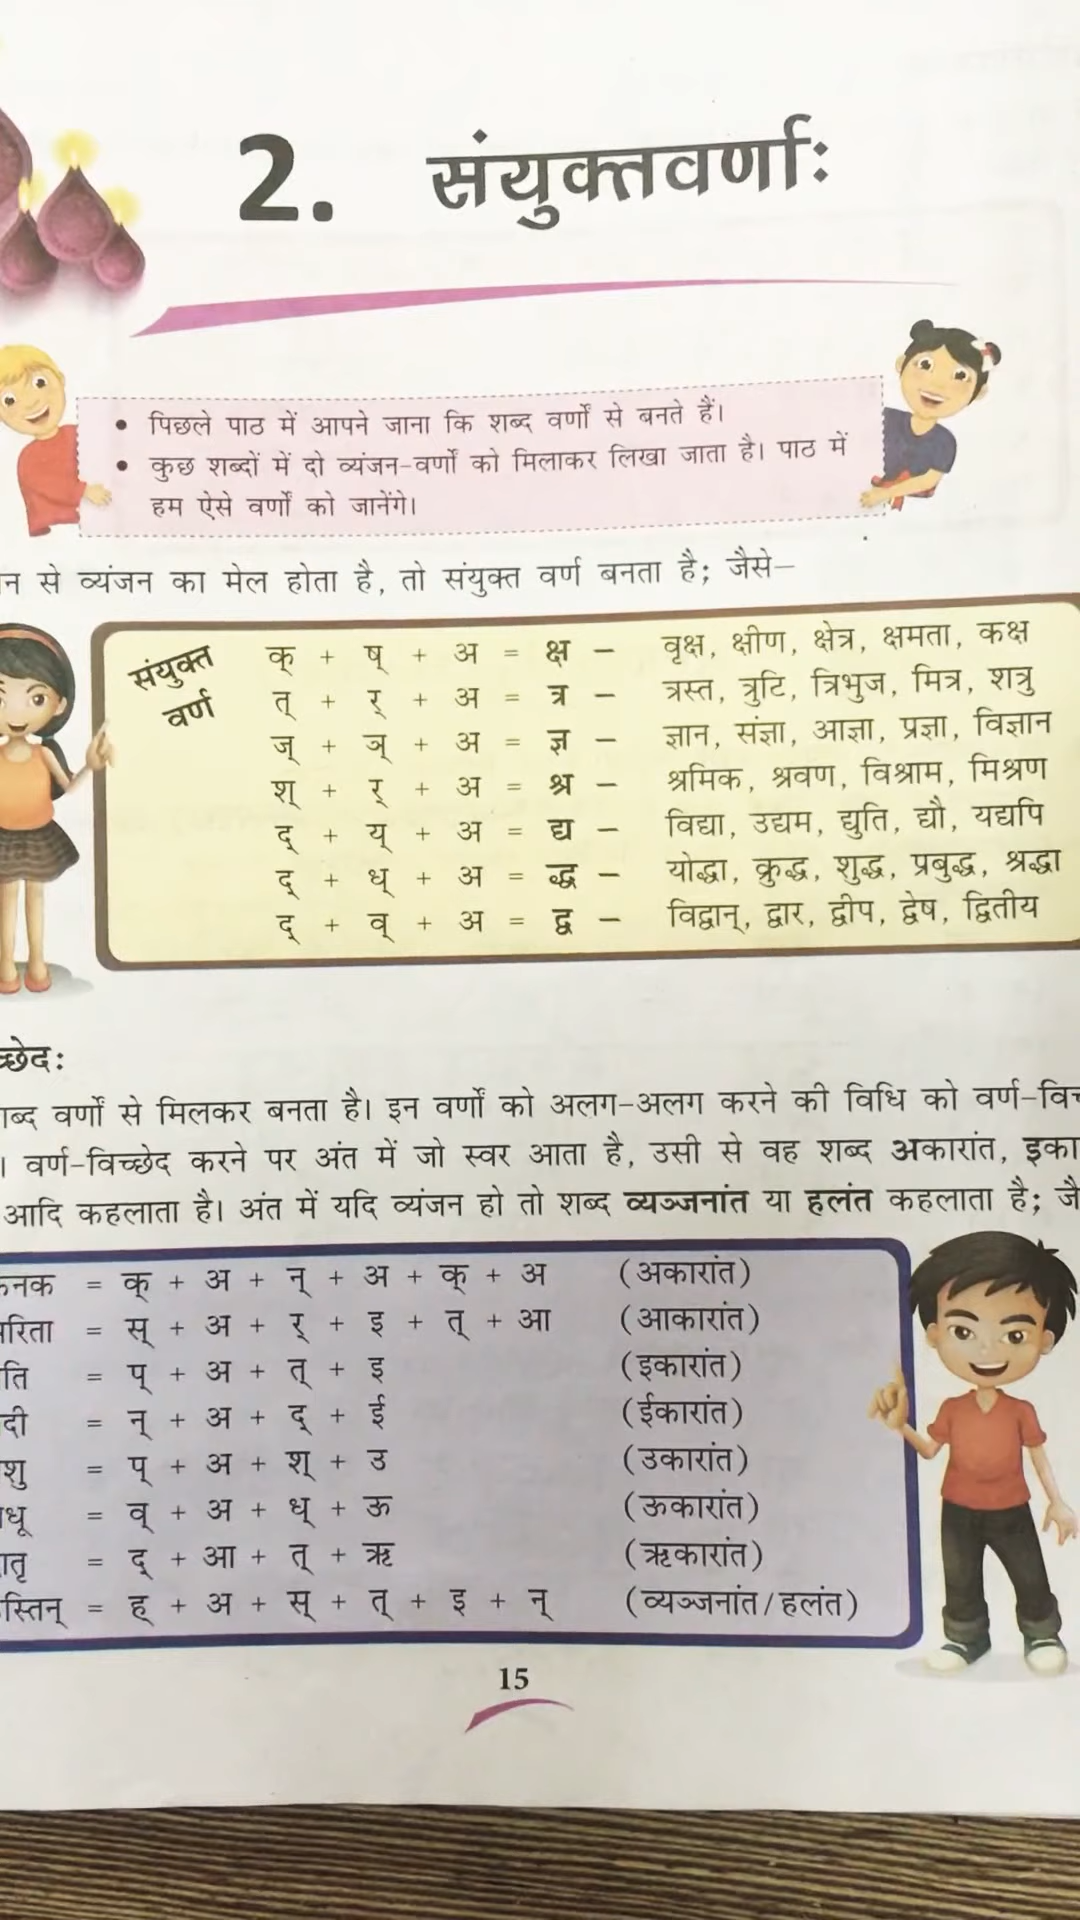 2. संयुक्तवर्णाः
• पिछले पाठ में आपने जाना कि शब्द वर्णों से बनते हैं।
• कुछ शब्दों में दो व्यंजन-वर्णों को मिलाकर लिखा जाता है। पाठ में
हम ऐसे वर्णों को जानेंगे।
से व्यंजन का मेल होता है, तो संयुक्त वर्ण बनता है; जैसे–
संयुक्त
वर्ण
क् + ष् + अ = क्ष – वृक्ष, क्षीण, क्षेत्र, क्षमता, कक्ष
त् + र् + अ = त्र – त्रस्त, त्रुटि, त्रिभुज, मित्र, शत्रु
ज् + ञ् + अ = ज्ञ – ज्ञान, संज्ञा, आज्ञा, प्रज्ञा, विज्ञान
श् + र् + अ = श्र – श्रमिक, श्रवण, विश्राम, मिश्रण
द् + य् + अ = द्य – विद्या, उद्यम, द्युति, द्यौ, यद्यपि
द् + ध् + अ = द्ध – योद्धा, क्रुद्ध, शुद्ध, प्रबुद्ध, श्रद्धा
द् + व् + अ = द्व – विद्वान्, द्वार, द्वीप, द्वेष, द्वितीय
च्छेदः
वर्णों से मिलकर बनता है। इन वर्णों को अलग-अलग करने की विधि को वर्ण-विच
। वर्ण-विच्छेद करने पर अंत में जो स्वर आता है, उसी से वह शब्द अकारांत, इका
आदि कहलाता है। अंत में यदि व्यंजन हो तो शब्द व्यञ्जनांत या हलंत कहलाता है; जै
नक = क् + अ + न् + अ + क् + अ (अकारांत)
रिता = स् + अ + र् + इ + त् + आ (आकारांत)
ति = प् + अ + त् + इ (इकारांत)
दी = न् + अ + द् + ई (ईकारांत)
शु = प् + अ + श् + उ (उकारांत)
धू = व् + अ + ध् + ऊ (ऊकारांत)
तृ = द् + आ + त् + ऋ (ऋकारांत)
स्तिन् = ह् + अ + स् + त् + इ + न् (व्यञ्जनांत/हलंत)
15